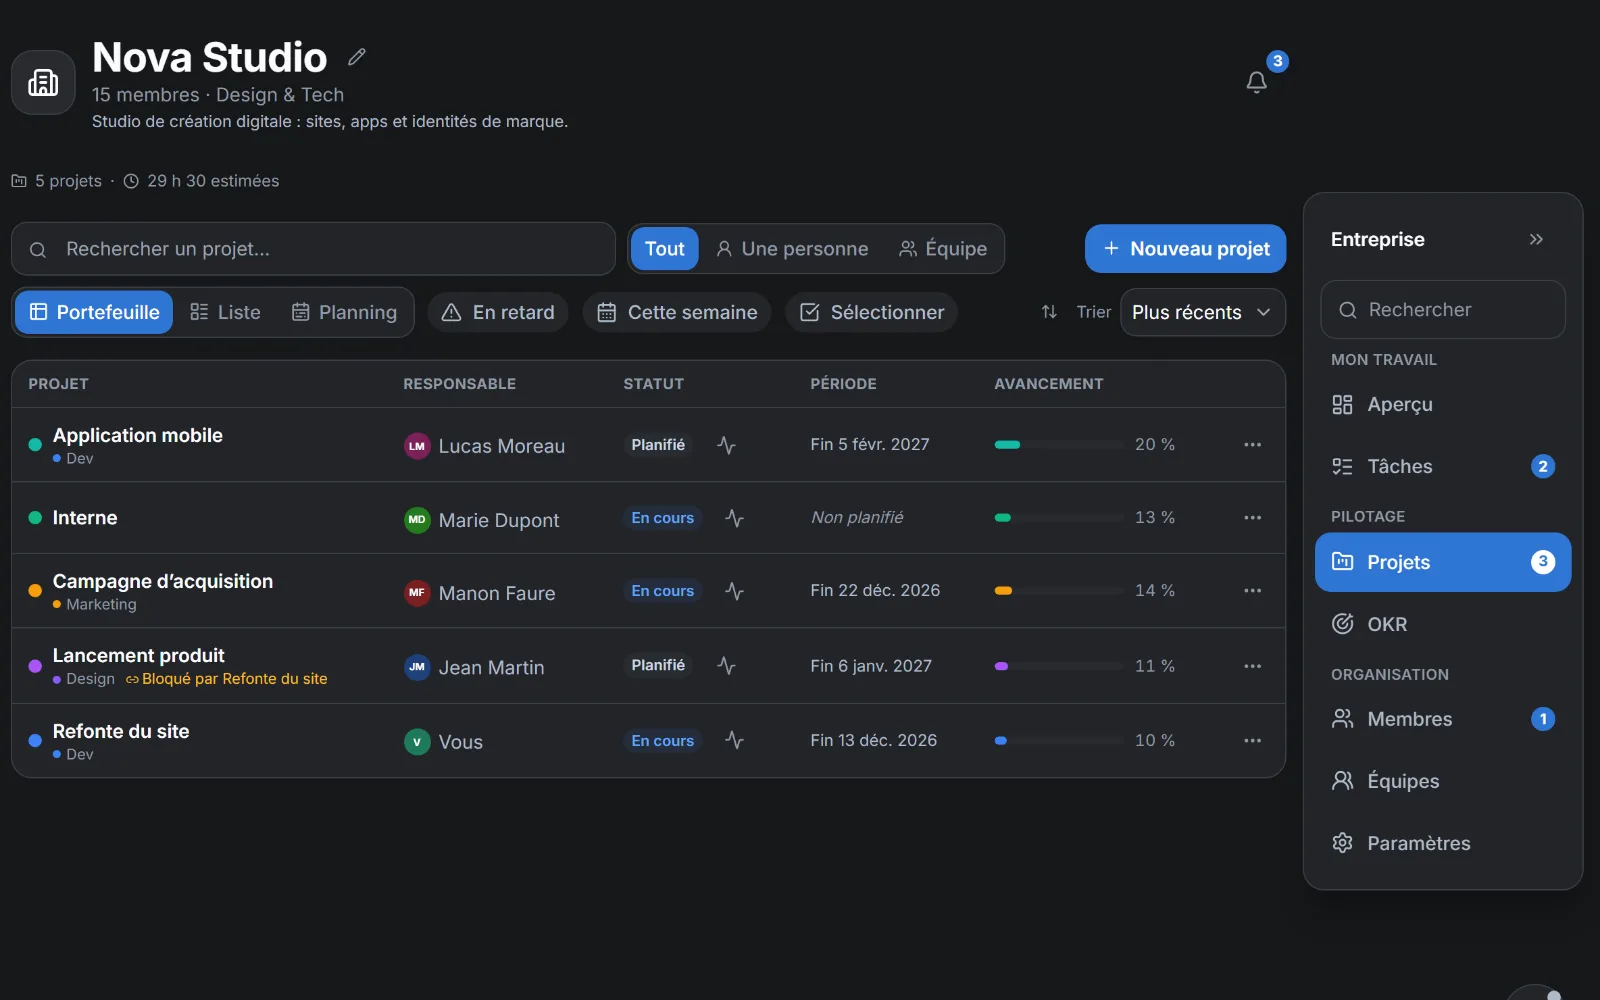 Nova Studio
15 membres · Design & Tech
Studio de création digitale : sites, apps et identités de marque.
3
5 projets · 29 h 30 estimées
Rechercher un projet...
Tout
Une personne
Équipe
Nouveau projet
Portefeuille
Liste
Planning
En retard
Cette semaine
Sélectionner
Trier
Plus récents
PROJET
RESPONSABLE
STATUT
PÉRIODE
AVANCEMENT
Application mobile
Dev
LM
Lucas Moreau
Planifié
Fin 5 févr. 2027
20 %
Interne
MD
Marie Dupont
En cours
Non planifié
13 %
Campagne d’acquisition
Marketing
MF
Manon Faure
En cours
Fin 22 déc. 2026
14 %
Lancement produit
Design
Bloqué par Refonte du site
JM
Jean Martin
Planifié
Fin 6 janv. 2027
11 %
Refonte du site
Dev
V
Vous
En cours
Fin 13 déc. 2026
10 %
Entreprise
Rechercher
MON TRAVAIL
Aperçu
Tâches
2
PILOTAGE
Projets
3
OKR
ORGANISATION
Membres
1
Équipes
Paramètres